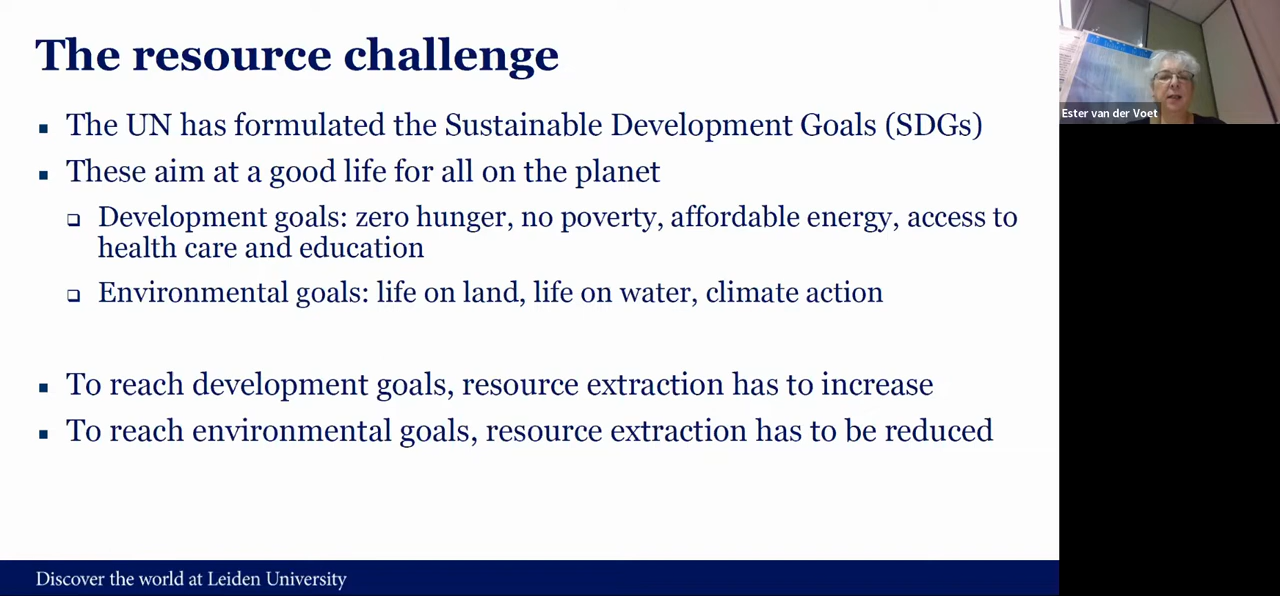 The resource challenge
▪ The UN has formulated the Sustainable Development Goals (SDGs)
▪ These aim at a good life for all on the planet
❑ Development goals: zero hunger, no poverty, affordable energy, access to
health care and education
❑ Environmental goals: life on land, life on water, climate action
▪ To reach development goals, resource extraction has to increase
▪ To reach environmental goals, resource extraction has to be reduced
Discover the world at Leiden University
Ester van der Voet